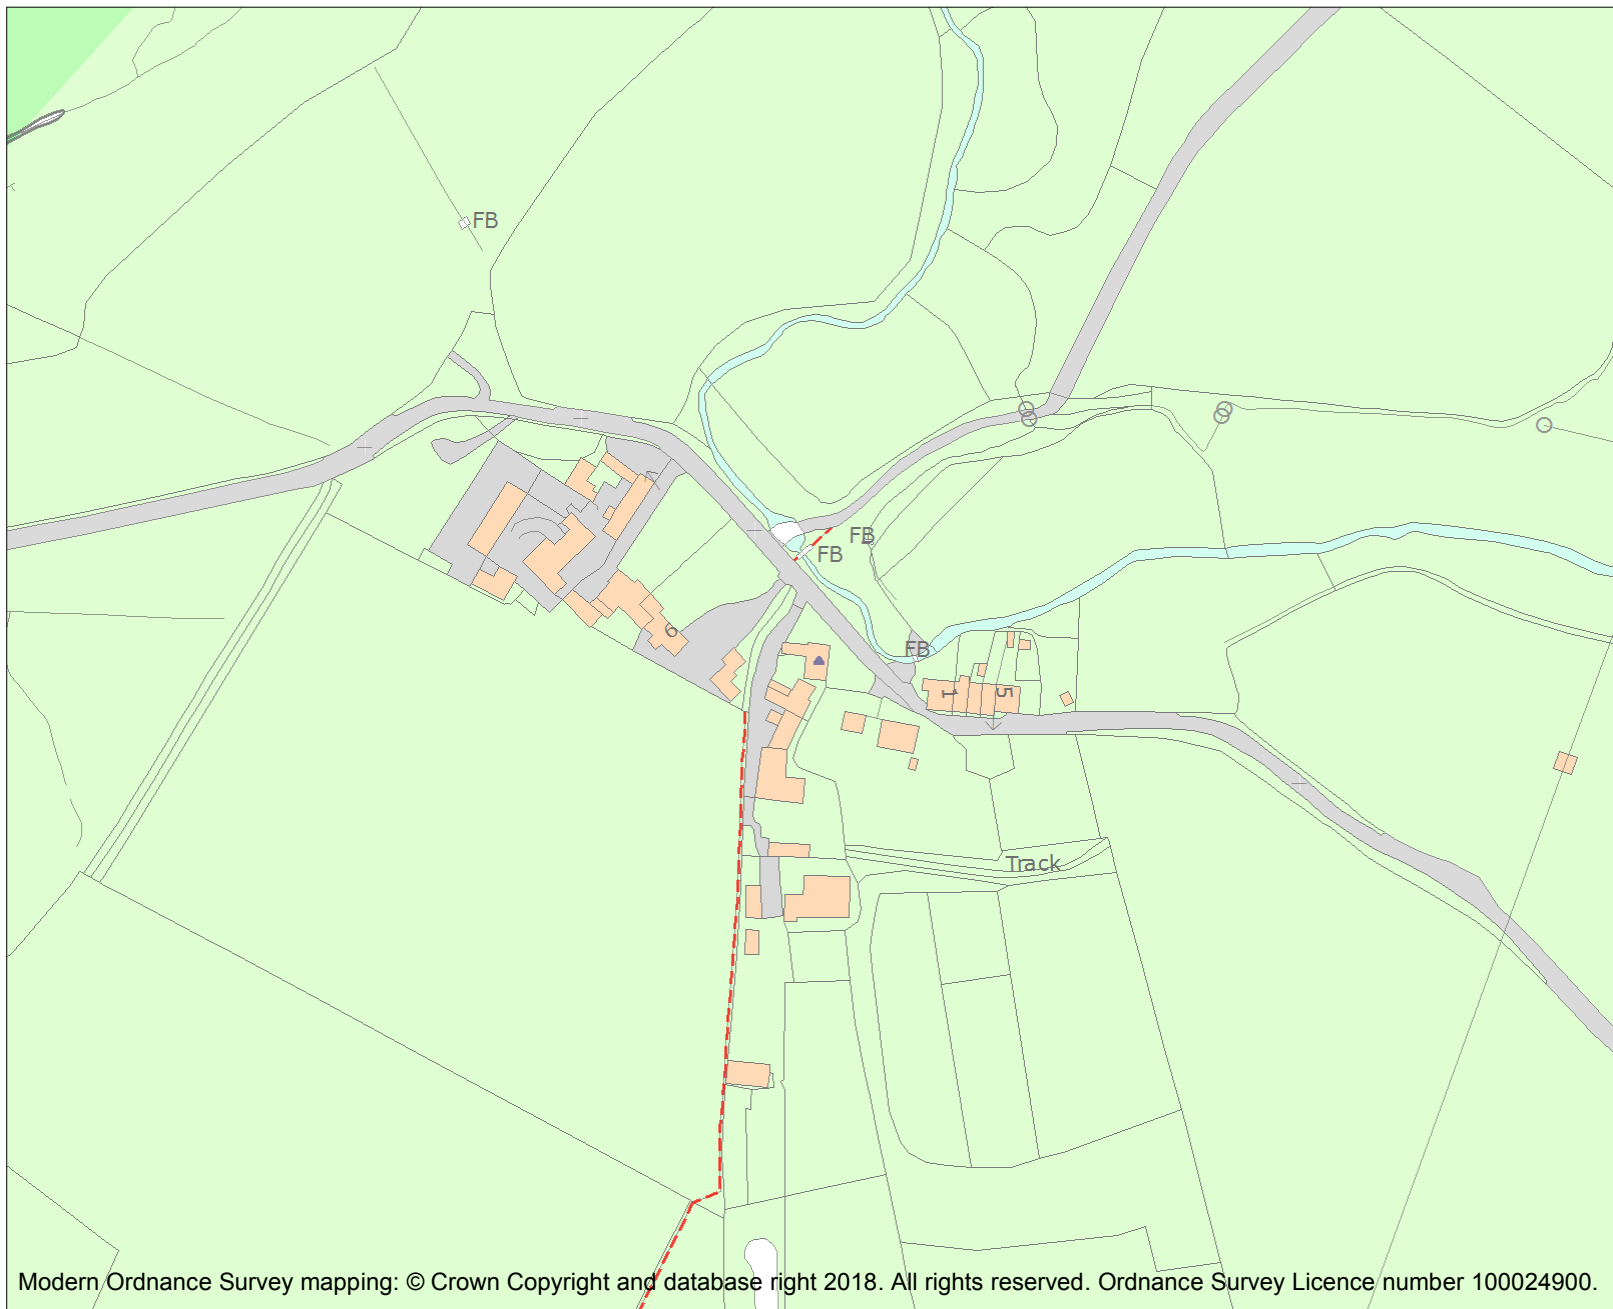 FB
FB
FB
FB
6
1
5
Track
Modern Ordnance Survey mapping: © Crown Copyright and database right 2018. All rights reserved. Ordnance Survey Licence number 100024900.